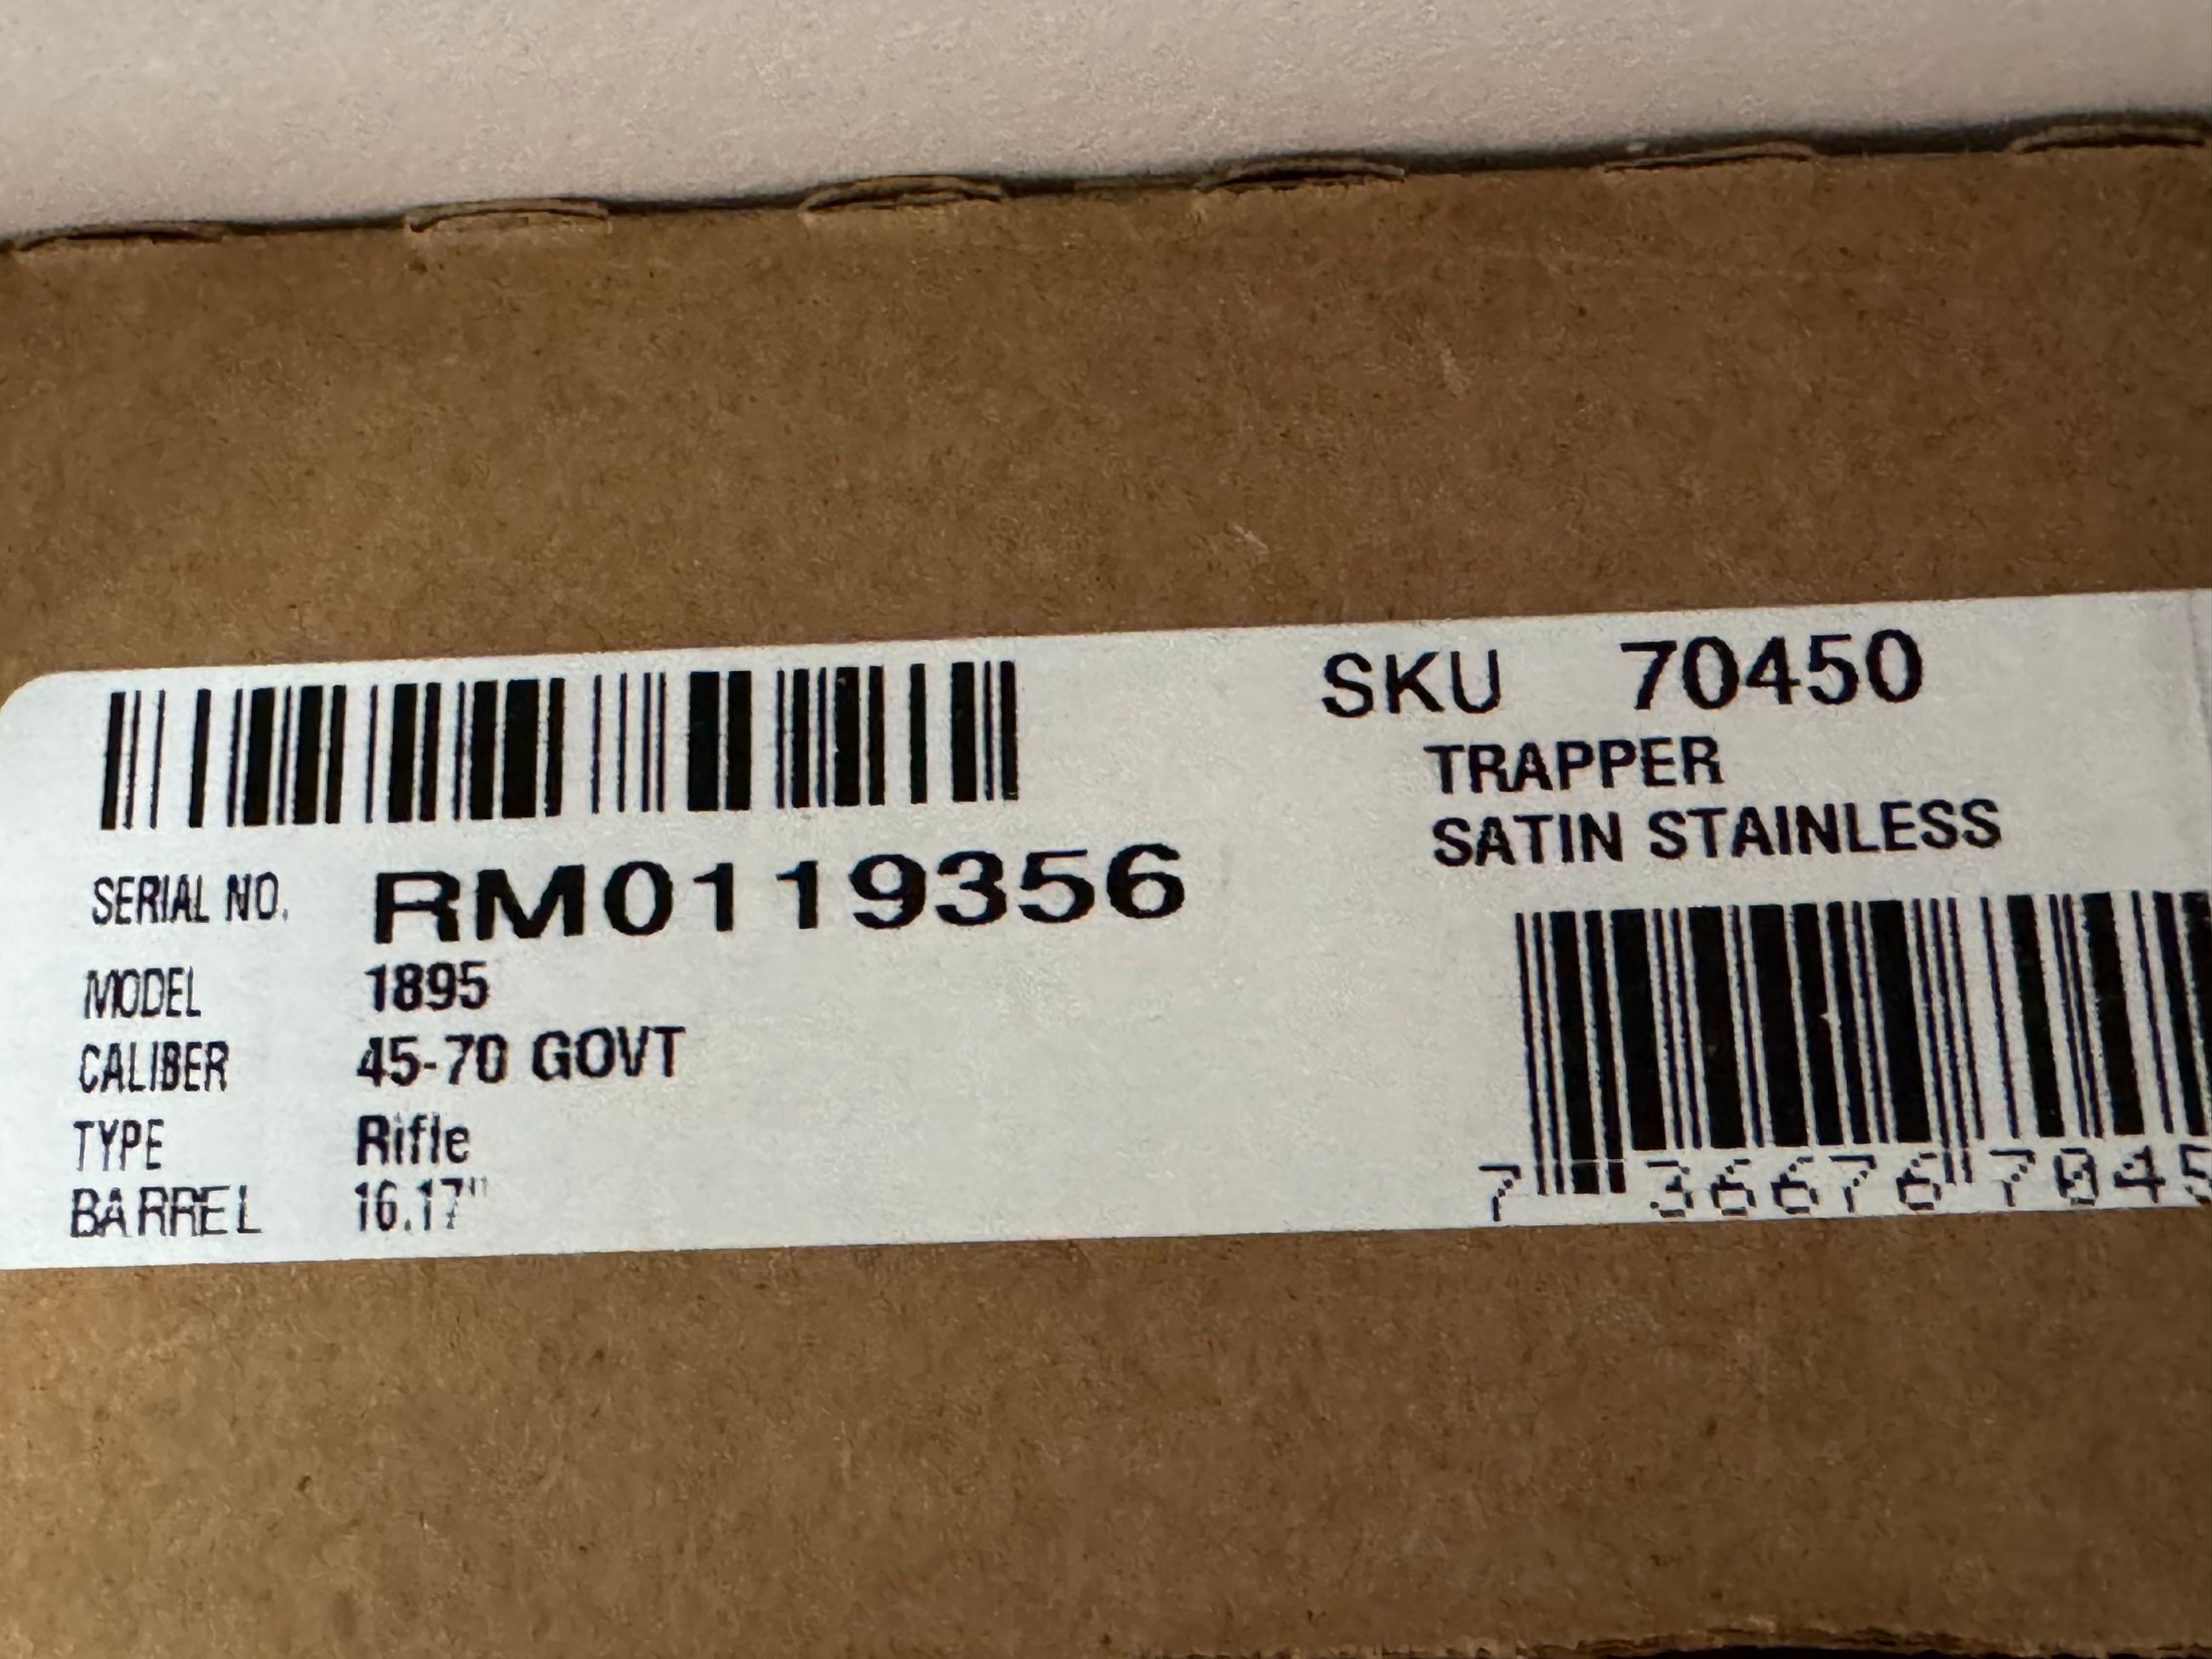 SERIAL NO. RM0119356
MODEL 1895
CALIBER 45-70 GOVT
TYPE Rifle
BARREL 16.17"
SKU 70450
TRAPPER
SATIN STAINLESS
7 36676 7045